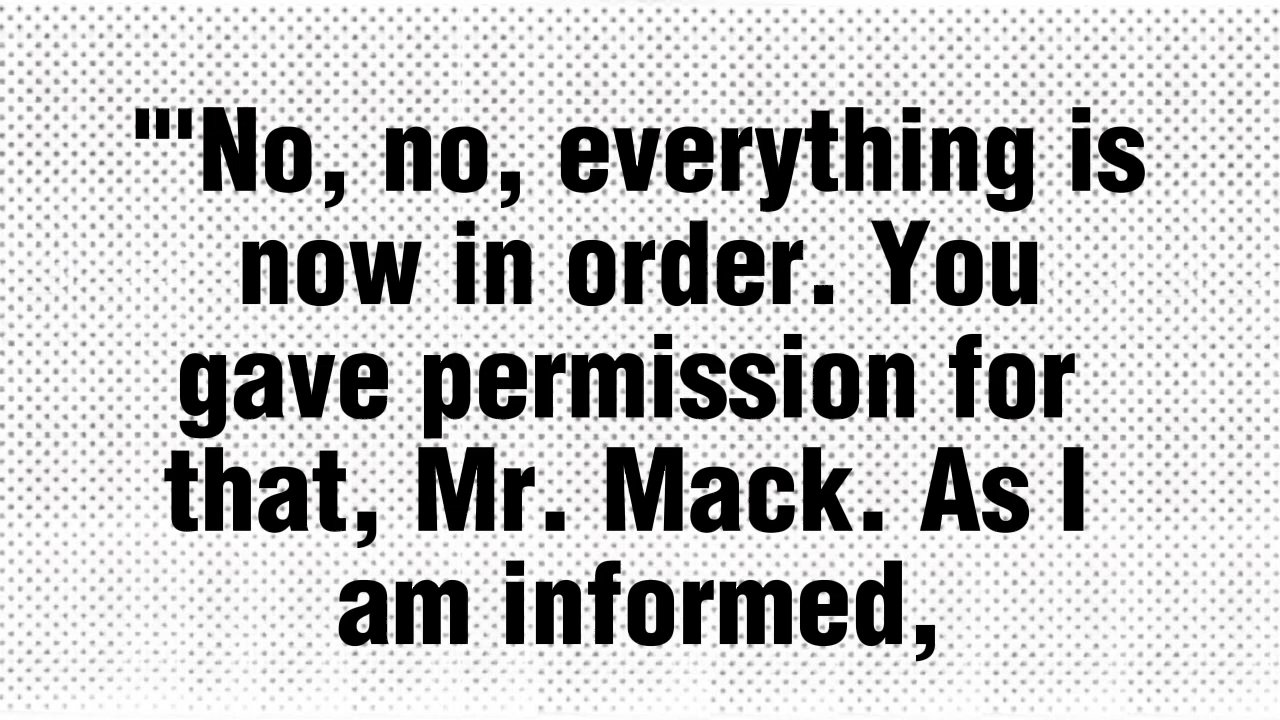 "'No, no, everything is
now in order. You
gave permission for
that, Mr. Mack. As I
am informed,